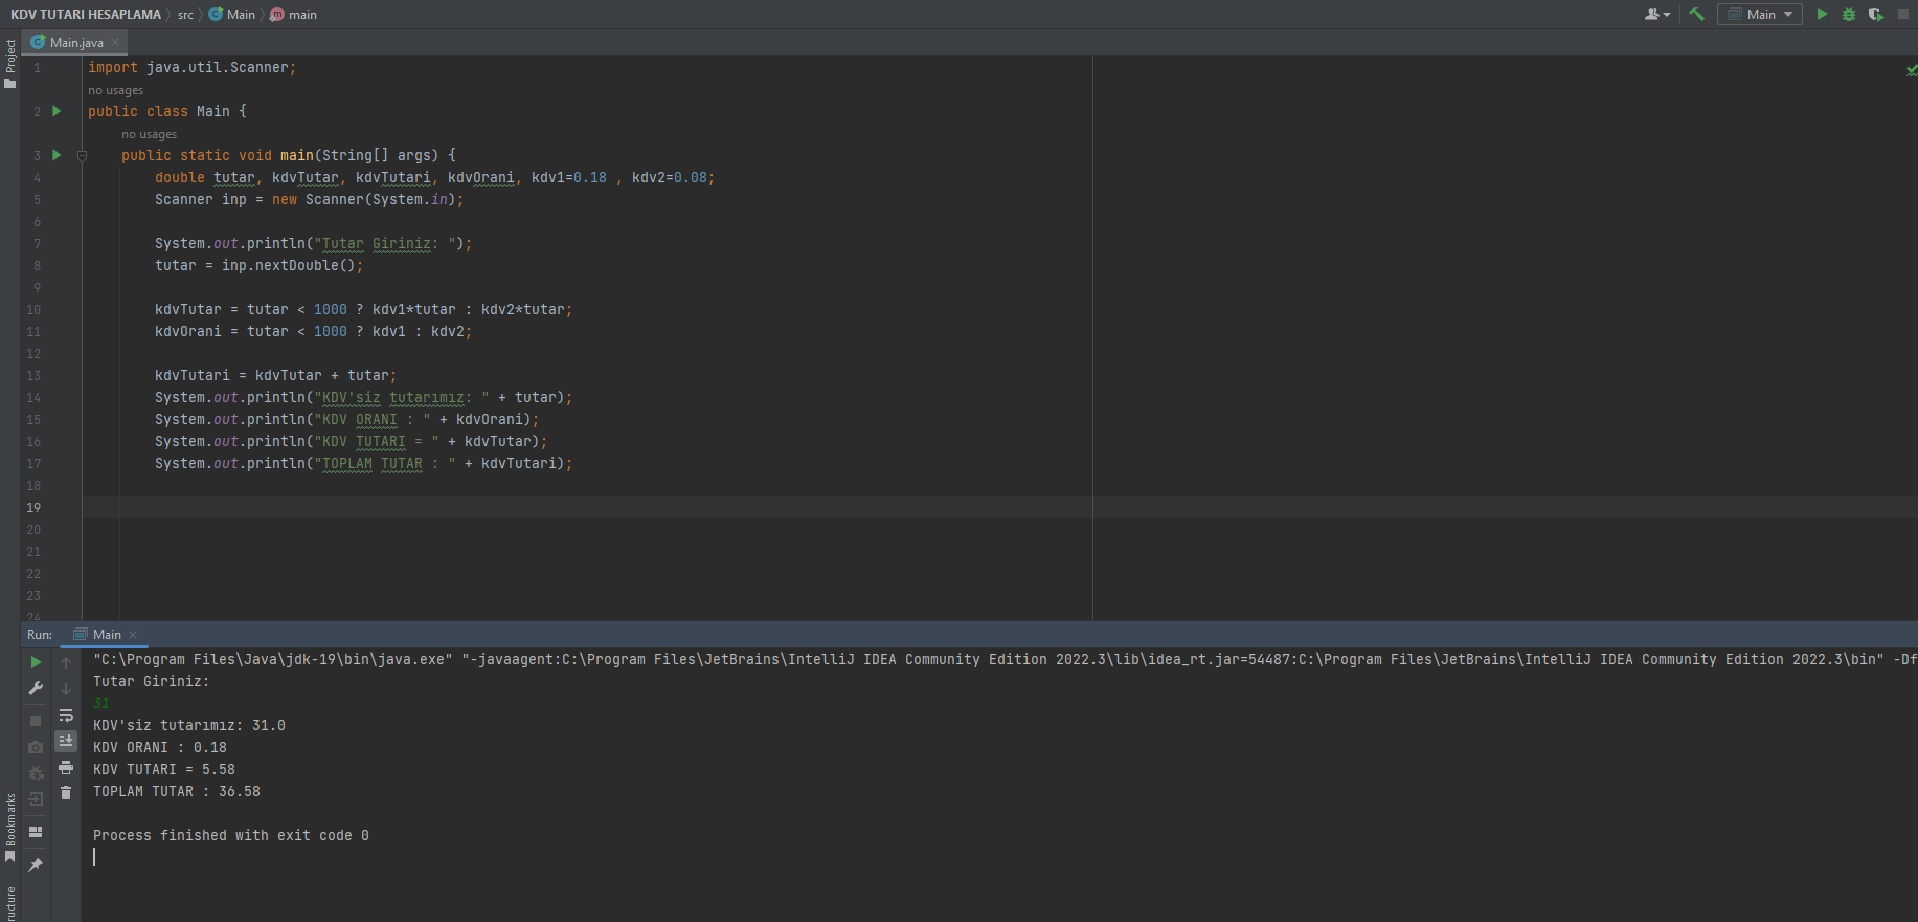 KDV TUTARI HESAPLAMA src Main main
Main
Project
Main.java
1 import java.util.Scanner;
no usages
2 public class Main {
no usages
3 public static void main(String[] args) {
4 double tutar, kdvTutar, kdvTutari, kdvOrani, kdv1=0.18 , kdv2=0.08;
5 Scanner inp = new Scanner(System.in);
6
7 System.out.println("Tutar Giriniz: ");
8 tutar = inp.nextDouble();
9
10 kdvTutar = tutar < 1000 ? kdv1*tutar : kdv2*tutar;
11 kdvOrani = tutar < 1000 ? kdv1 : kdv2;
12
13 kdvTutari = kdvTutar + tutar;
14 System.out.println("KDV'siz tutarımız: " + tutar);
15 System.out.println("KDV ORANI : " + kdvOrani);
16 System.out.println("KDV TUTARI = " + kdvTutar);
17 System.out.println("TOPLAM TUTAR : " + kdvTutari);
18
19
20
21
22
23
24
Run: Main
"C:\Program Files\Java\jdk-19\bin\java.exe" "-javaagent:C:\Program Files\JetBrains\IntelliJ IDEA Community Edition 2022.3\lib\idea_rt.jar=54487:C:\Program Files\JetBrains\IntelliJ IDEA Community Edition 2022.3\bin" -Df
Tutar Giriniz:
31
KDV'siz tutarımız: 31.0
KDV ORANI : 0.18
KDV TUTARI = 5.58
TOPLAM TUTAR : 36.58
Process finished with exit code 0
Bookmarks
ructure